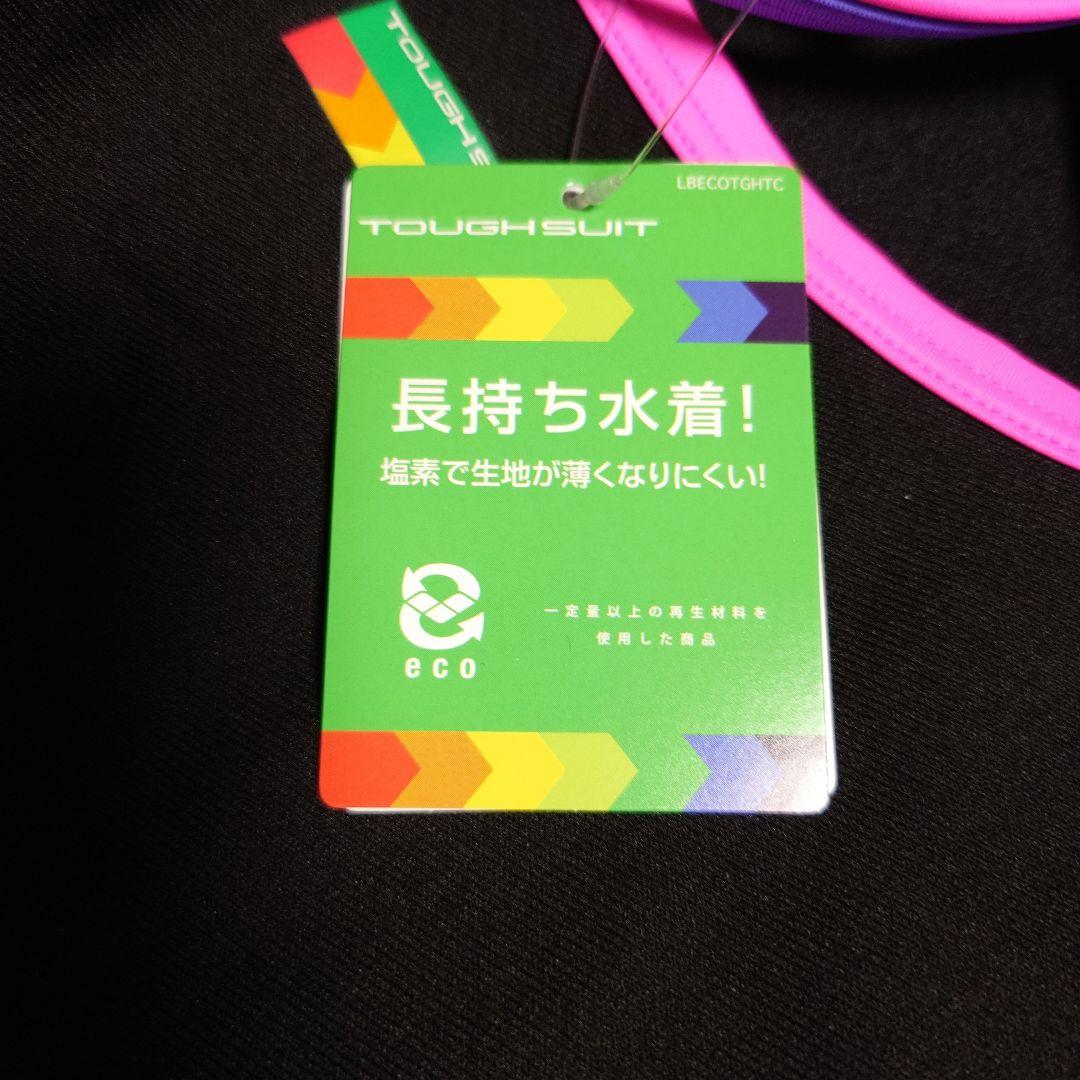 TOUGH S
LBECOTGHTC
TOUGH SUIT
長持ち水着!
塩素で生地が薄くなりにくい!
eco
一定量以上の再生材料を
使用した商品